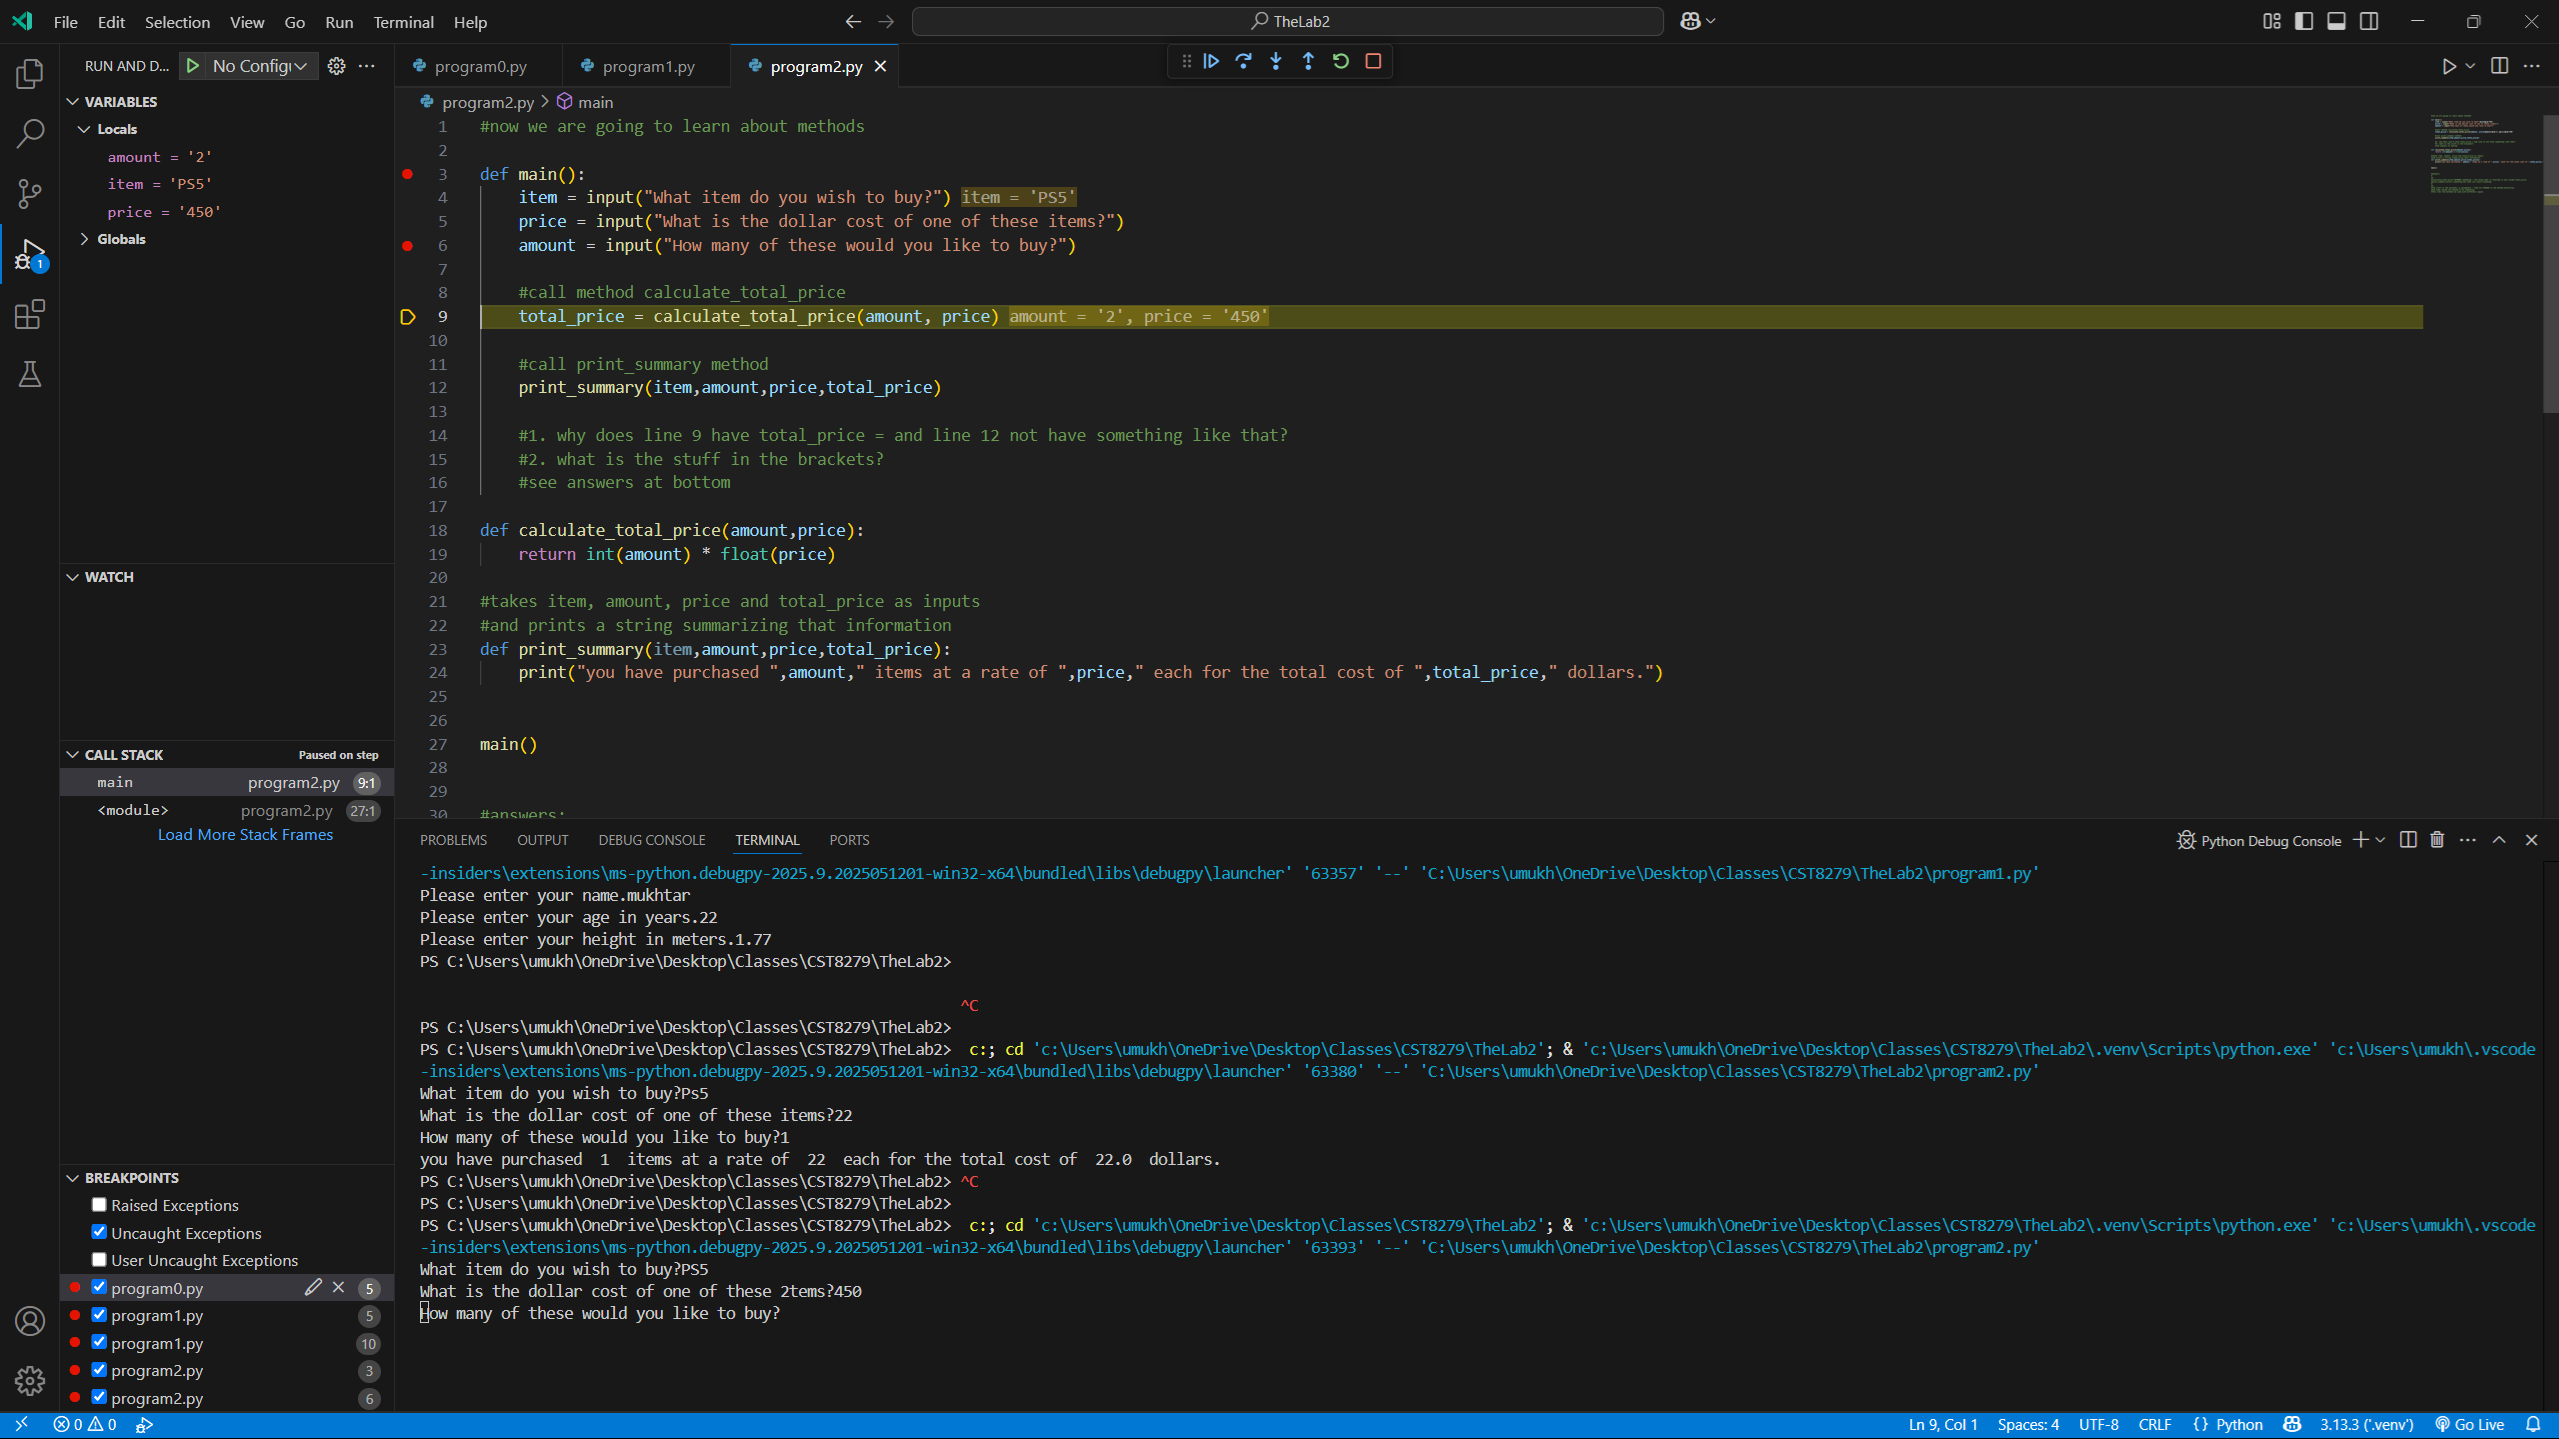 File Edit Selection View Go Run Terminal Help
TheLab2
RUN AND D... No Config
program0.py program1.py program2.py
VARIABLES
Locals
amount = '2'
item = 'PS5'
price = '450'
Globals
WATCH
CALL STACK Paused on step
main program2.py 9:1
<module> program2.py 27:1
Load More Stack Frames
BREAKPOINTS
Raised Exceptions
Uncaught Exceptions
User Uncaught Exceptions
program0.py 5
program1.py 5
program1.py 10
program2.py 3
program2.py 6
program2.py > main
1 #now we are going to learn about methods
2
3 def main():
4 item = input("What item do you wish to buy?") item = 'PS5'
5 price = input("What is the dollar cost of one of these items?")
6 amount = input("How many of these would you like to buy?")
7
8 #call method calculate_total_price
9 total_price = calculate_total_price(amount, price) amount = '2', price = '450'
10
11 #call print_summary method
12 print_summary(item,amount,price,total_price)
13
14 #1. why does line 9 have total_price = and line 12 not have something like that?
15 #2. what is the stuff in the brackets?
16 #see answers at bottom
17
18 def calculate_total_price(amount,price):
19 return int(amount) * float(price)
20
21 #takes item, amount, price and total_price as inputs
22 #and prints a string summarizing that information
23 def print_summary(item,amount,price,total_price):
24 print("you have purchased ",amount," items at a rate of ",price," each for the total cost of ",total_price," dollars.")
25
26
27 main()
28
29
30 #answers:
PROBLEMS OUTPUT DEBUG CONSOLE TERMINAL PORTS
Python Debug Console
-insiders\extensions\ms-python.debugpy-2025.9.2025051201-win32-x64\bundled\libs\debugpy\launcher' '63357' '--' 'C:\Users\umukh\OneDrive\Desktop\Classes\CST8279\TheLab2\program1.py'
Please enter your name.mukhtar
Please enter your age in years.22
Please enter your height in meters.1.77
PS C:\Users\umukh\OneDrive\Desktop\Classes\CST8279\TheLab2>
^C
PS C:\Users\umukh\OneDrive\Desktop\Classes\CST8279\TheLab2>
PS C:\Users\umukh\OneDrive\Desktop\Classes\CST8279\TheLab2> c:; cd 'c:\Users\umukh\OneDrive\Desktop\Classes\CST8279\TheLab2'; & 'c:\Users\umukh\OneDrive\Desktop\Classes\CST8279\TheLab2\.venv\Scripts\python.exe' 'c:\Users\umukh\.vscode
-insiders\extensions\ms-python.debugpy-2025.9.2025051201-win32-x64\bundled\libs\debugpy\launcher' '63380' '--' 'C:\Users\umukh\OneDrive\Desktop\Classes\CST8279\TheLab2\program2.py'
What item do you wish to buy?Ps5
What is the dollar cost of one of these items?22
How many of these would you like to buy?1
you have purchased  1  items at a rate of  22  each for the total cost of  22.0  dollars.
PS C:\Users\umukh\OneDrive\Desktop\Classes\CST8279\TheLab2> ^C
PS C:\Users\umukh\OneDrive\Desktop\Classes\CST8279\TheLab2>
PS C:\Users\umukh\OneDrive\Desktop\Classes\CST8279\TheLab2> c:; cd 'c:\Users\umukh\OneDrive\Desktop\Classes\CST8279\TheLab2'; & 'c:\Users\umukh\OneDrive\Desktop\Classes\CST8279\TheLab2\.venv\Scripts\python.exe' 'c:\Users\umukh\.vscode
-insiders\extensions\ms-python.debugpy-2025.9.2025051201-win32-x64\bundled\libs\debugpy\launcher' '63393' '--' 'C:\Users\umukh\OneDrive\Desktop\Classes\CST8279\TheLab2\program2.py'
What item do you wish to buy?PS5
What is the dollar cost of one of these 2tems?450
How many of these would you like to buy?
0 0
Ln 9, Col 1 Spaces: 4 UTF-8 CRLF {} Python 3.13.3 ('.venv') Go Live